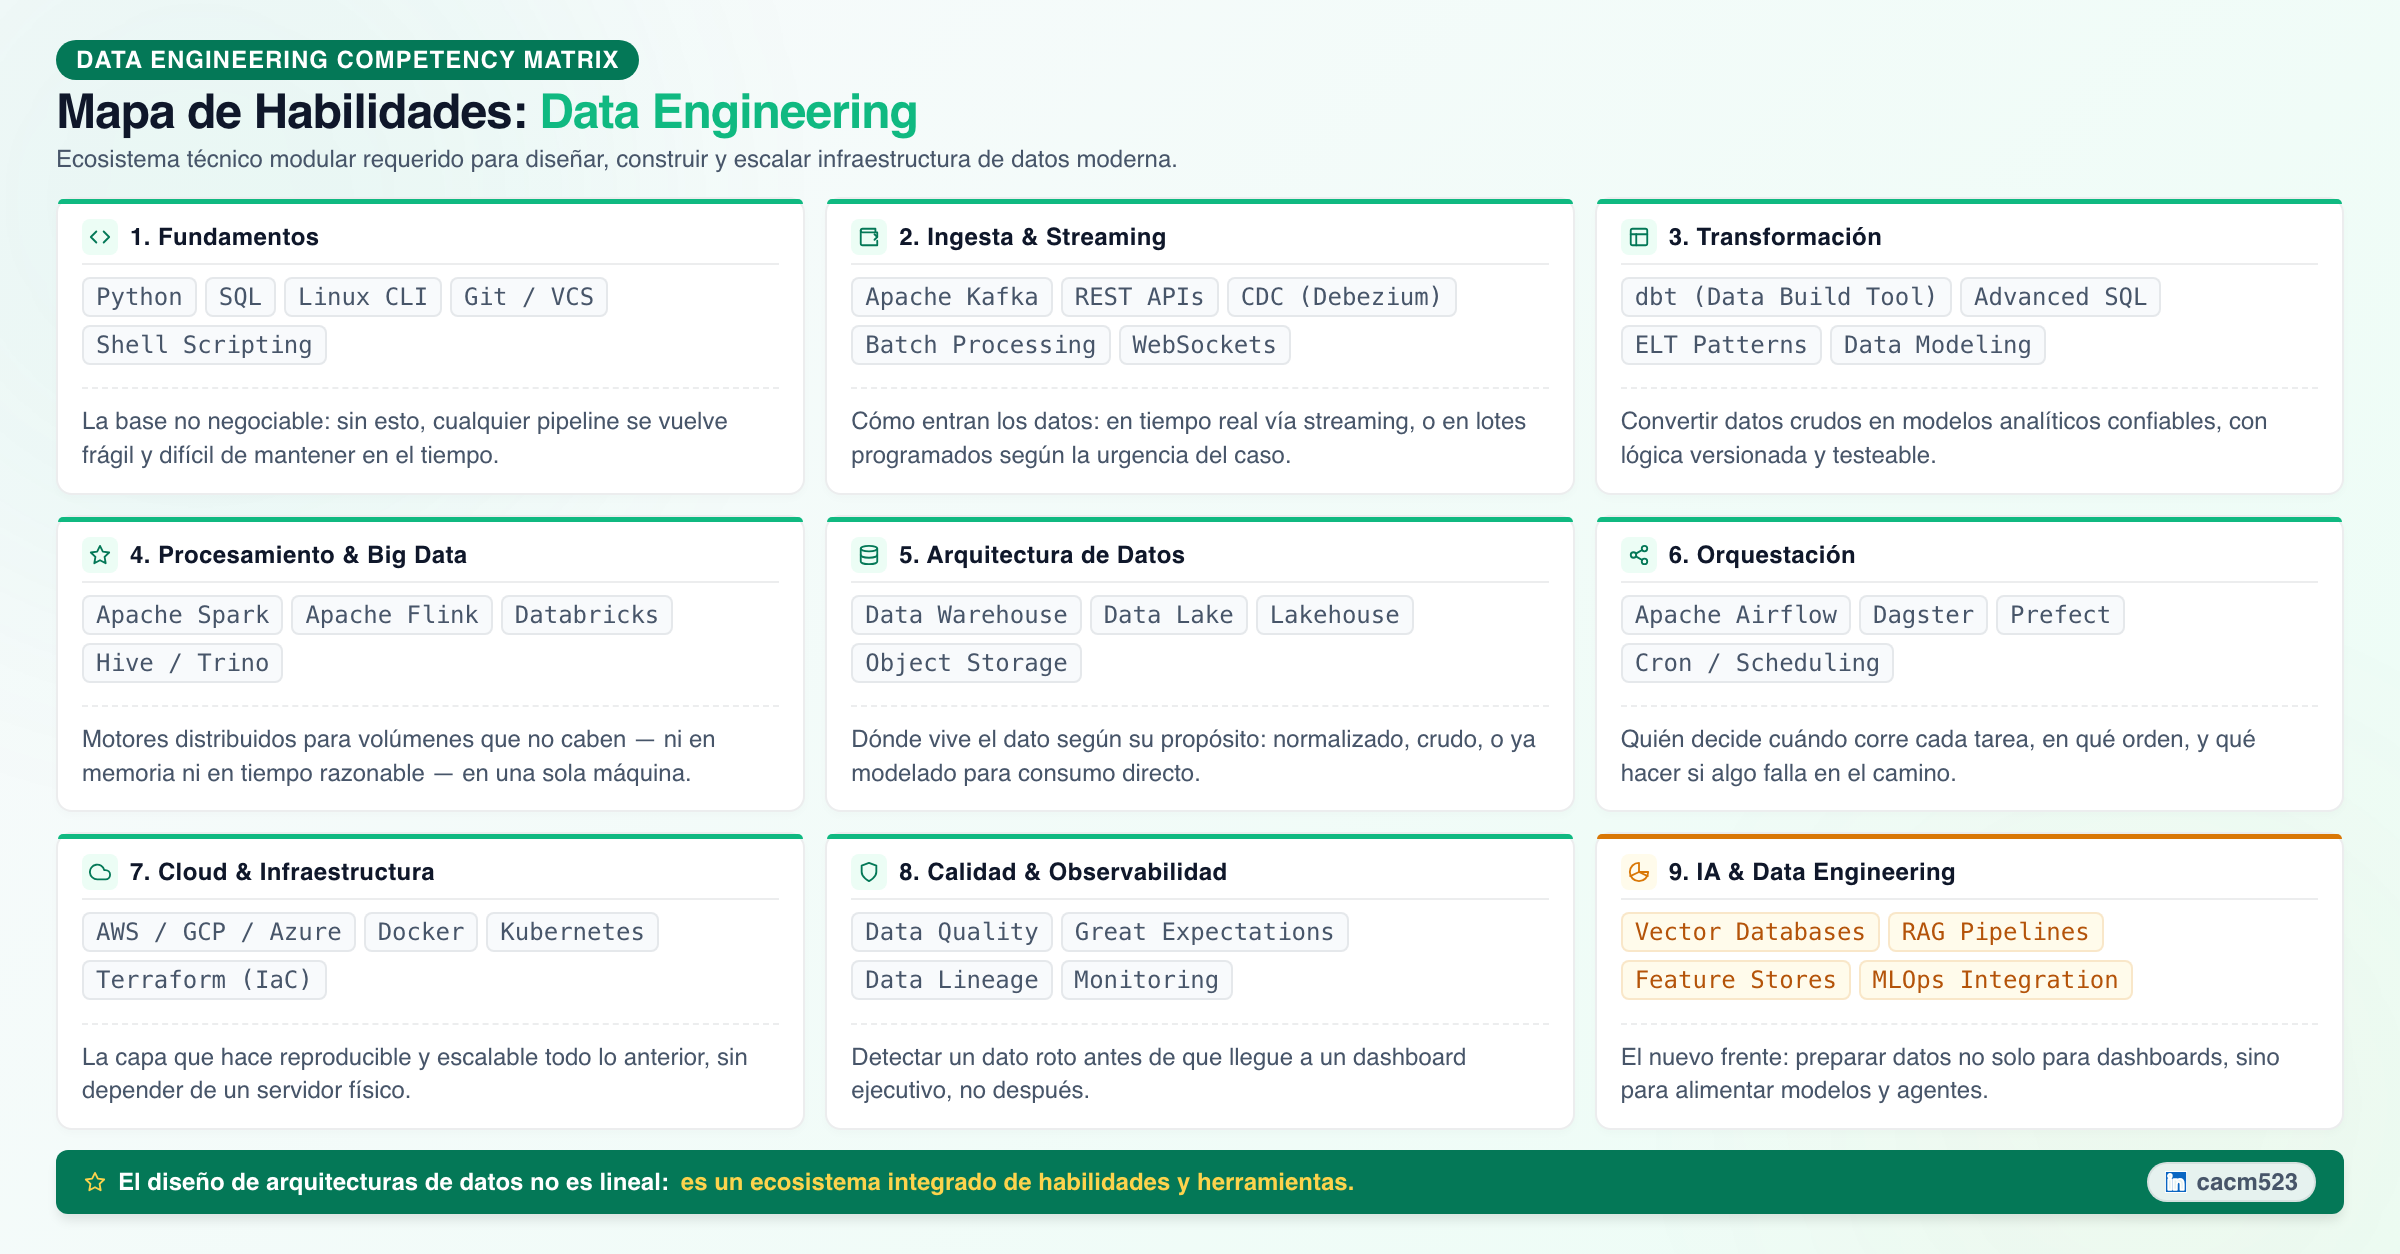 DATA ENGINEERING COMPETENCY MATRIX
Mapa de Habilidades: Data Engineering
Ecosistema técnico modular requerido para diseñar, construir y escalar infraestructura de datos moderna.
1. Fundamentos
Python SQL Linux CLI Git / VCS
Shell Scripting
La base no negociable: sin esto, cualquier pipeline se vuelve
frágil y difícil de mantener en el tiempo.
2. Ingesta & Streaming
Apache Kafka REST APIs CDC (Debezium)
Batch Processing WebSockets
Cómo entran los datos: en tiempo real vía streaming, o en lotes
programados según la urgencia del caso.
3. Transformación
dbt (Data Build Tool) Advanced SQL
ELT Patterns Data Modeling
Convertir datos crudos en modelos analíticos confiables, con
lógica versionada y testeable.
4. Procesamiento & Big Data
Apache Spark Apache Flink Databricks
Hive / Trino
Motores distribuidos para volúmenes que no caben — ni en
memoria ni en tiempo razonable — en una sola máquina.
5. Arquitectura de Datos
Data Warehouse Data Lake Lakehouse
Object Storage
Dónde vive el dato según su propósito: normalizado, crudo, o ya
modelado para consumo directo.
6. Orquestación
Apache Airflow Dagster Prefect
Cron / Scheduling
Quién decide cuándo corre cada tarea, en qué orden, y qué
hacer si algo falla en el camino.
7. Cloud & Infraestructura
AWS / GCP / Azure Docker Kubernetes
Terraform (IaC)
La capa que hace reproducible y escalable todo lo anterior, sin
depender de un servidor físico.
8. Calidad & Observabilidad
Data Quality Great Expectations
Data Lineage Monitoring
Detectar un dato roto antes de que llegue a un dashboard
ejecutivo, no después.
9. IA & Data Engineering
Vector Databases RAG Pipelines
Feature Stores MLOps Integration
El nuevo frente: preparar datos no solo para dashboards, sino
para alimentar modelos y agentes.
El diseño de arquitecturas de datos no es lineal: es un ecosistema integrado de habilidades y herramientas.
in cacm523